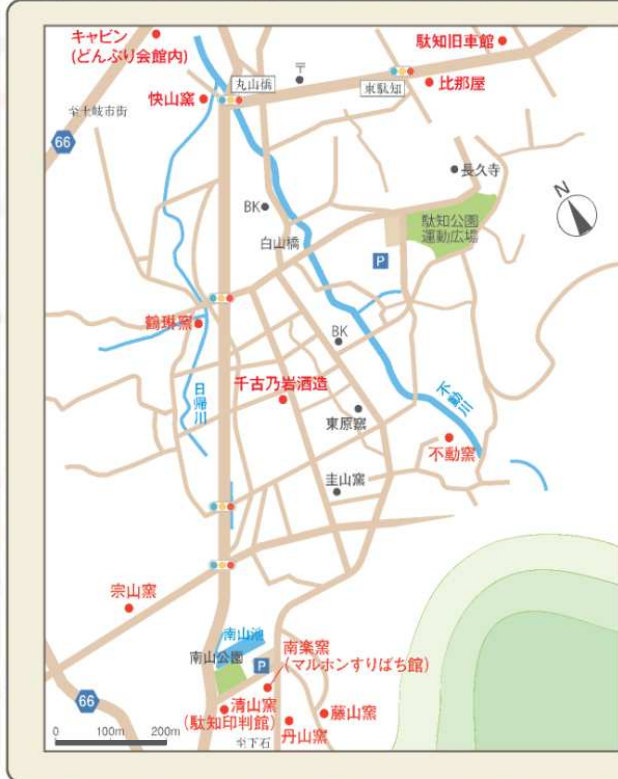 キャビン
(どんぶり会館内)
駄知旧車館
丸山橋
〒
東駄知
比那屋
快山窯
至土岐市街
66
長久寺
N
BK
駄知公園
運動広場
白山橋
P
鶴琳窯
BK
千古乃岩酒造
日帰川
不動川
東原窯
不動窯
圭山窯
宗山窯
南山池
南楽窯
(マルホンすりばち館)
南山公園
P
66
清山窯
(駄知印判館)
藤山窯
丹山窯
至下石
0 100m 200m